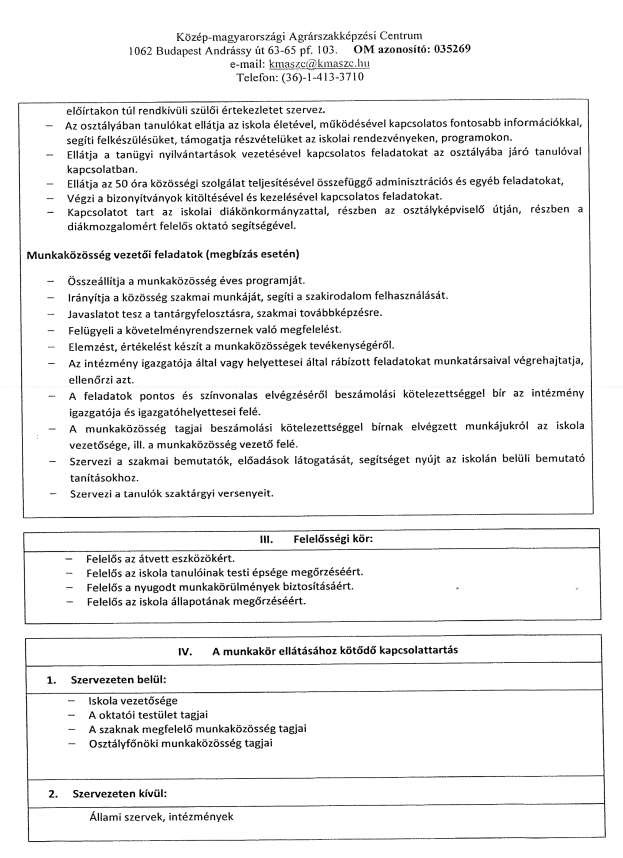 Közép-magyarországi Agrárszakképzési Centrum
1062 Budapest Andrássy út 63-65 pf. 103. OM azonosító: 035269
e-mail: kmaszc@kmaszc.hu
Telefon: (36)-1-413-3710
előírtakon túl rendkívüli szülői értekezletet szervez.
– Az osztályában tanulókat ellátja az iskola életével, működésével kapcsolatos fontosabb információkkal,
segíti felkészülésüket, támogatja részvételüket az iskolai rendezvényeken, programokon.
– Ellátja a tanügyi nyilvántartások vezetésével kapcsolatos feladatokat az osztályába járó tanulóval
kapcsolatban.
– Ellátja az 50 óra közösségi szolgálat teljesítésével összefüggő adminisztrációs és egyéb feladatokat,
– Végzi a bizonyítványok kitöltésével és kezelésével kapcsolatos feladatokat.
– Kapcsolatot tart az iskolai diákönkormányzattal, részben az osztályképviselő útján, részben a
diákmozgalomért felelős oktató segítségével.
Munkaközösség vezetői feladatok (megbízás esetén)
– Összeállítja a munkaközösség éves programját.
– Irányítja a közösség szakmai munkáját, segíti a szakirodalom felhasználását.
– Javaslatot tesz a tantárgyfelosztásra, szakmai továbbképzésre.
– Felügyeli a követelményrendszernek való megfelelést.
– Elemzést, értékelést készít a munkaközösségek tevékenységéről.
– Az intézmény igazgatója által vagy helyettesei által rábízott feladatokat munkatársaival végrehajtatja,
ellenőrzi azt.
– A feladatok pontos és színvonalas elvégzéséről beszámolási kötelezettséggel bír az intézmény
igazgatója és igazgatóhelyettesei felé.
– A munkaközösség tagjai beszámolási kötelezettséggel bírnak elvégzett munkájukról az iskola
vezetősége, ill. a munkaközösség vezető felé.
– Szervezi a szakmai bemutatók, előadások látogatását, segítséget nyújt az iskolán belüli bemutató
tanításokhoz.
– Szervezi a tanulók szaktárgyi versenyeit.
III. Felelősségi kör:
– Felelős az átvett eszközökért.
– Felelős az iskola tanulóinak testi épsége megőrzéséért.
– Felelős a nyugodt munkakörülmények biztosításáért.
– Felelős az iskola állapotának megőrzéséért.
IV. A munkakör ellátásához kötődő kapcsolattartás
1. Szervezeten belül:
– Iskola vezetősége
– A oktatói testület tagjai
– A szaknak megfelelő munkaközösség tagjai
– Osztályfőnöki munkaközösség tagjai
2. Szervezeten kívül:
Állami szervek, intézmények